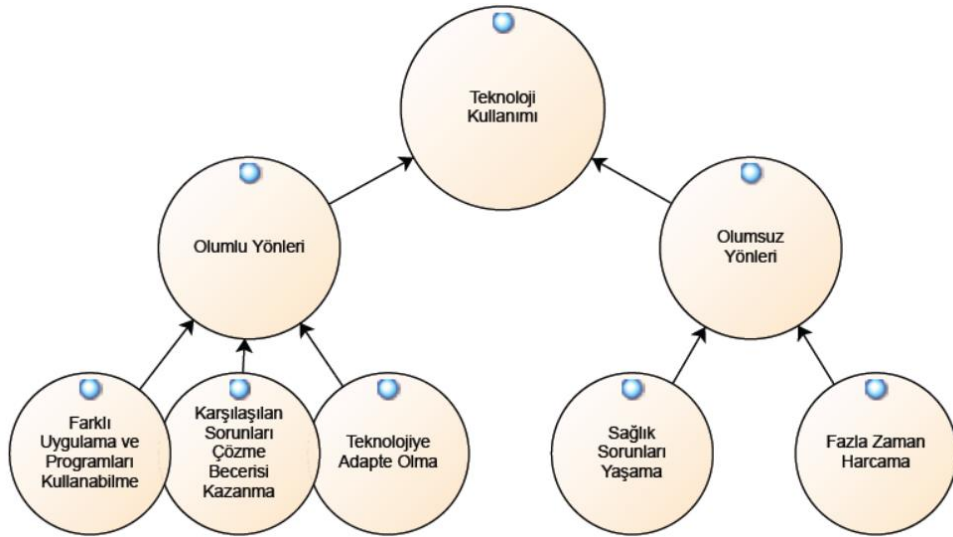 Teknoloji
Kullanımı
Olumlu Yönleri
Olumsuz
Yönleri
Farklı
Uygulama ve
Programları
Kullanabilme
Karşılaşılan
Sorunları
Çözme
Becerisi
Kazanma
Teknolojiye
Adapte Olma
Sağlık
Sorunları
Yaşama
Fazla Zaman
Harcama